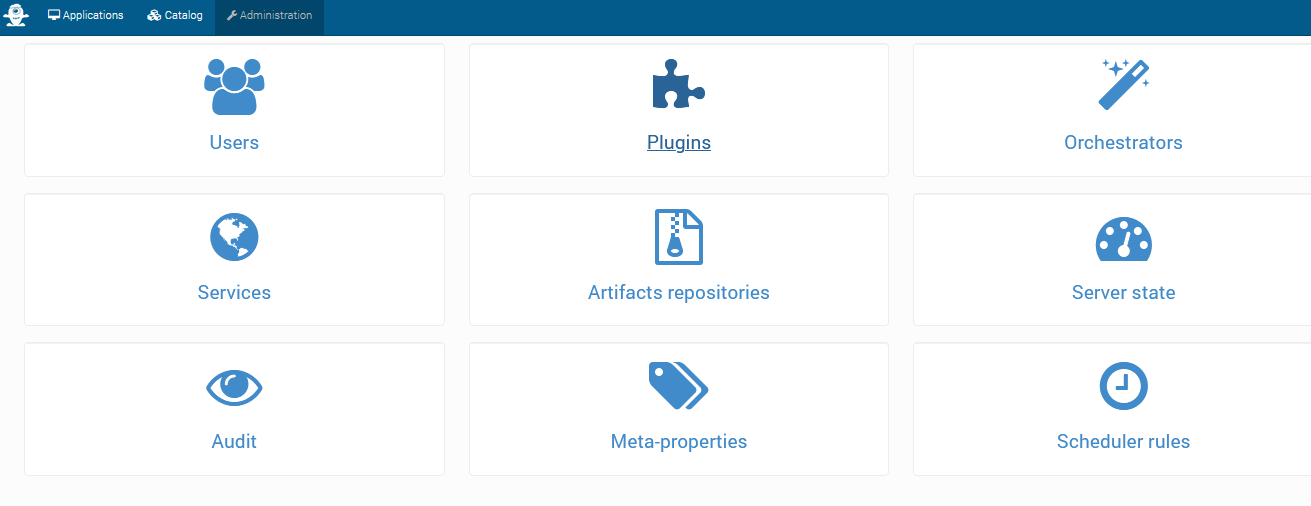 Applications Catalog Administration
Users Plugins Orchestrators
Services Artifacts repositories Server state
Audit Meta-properties Scheduler rules